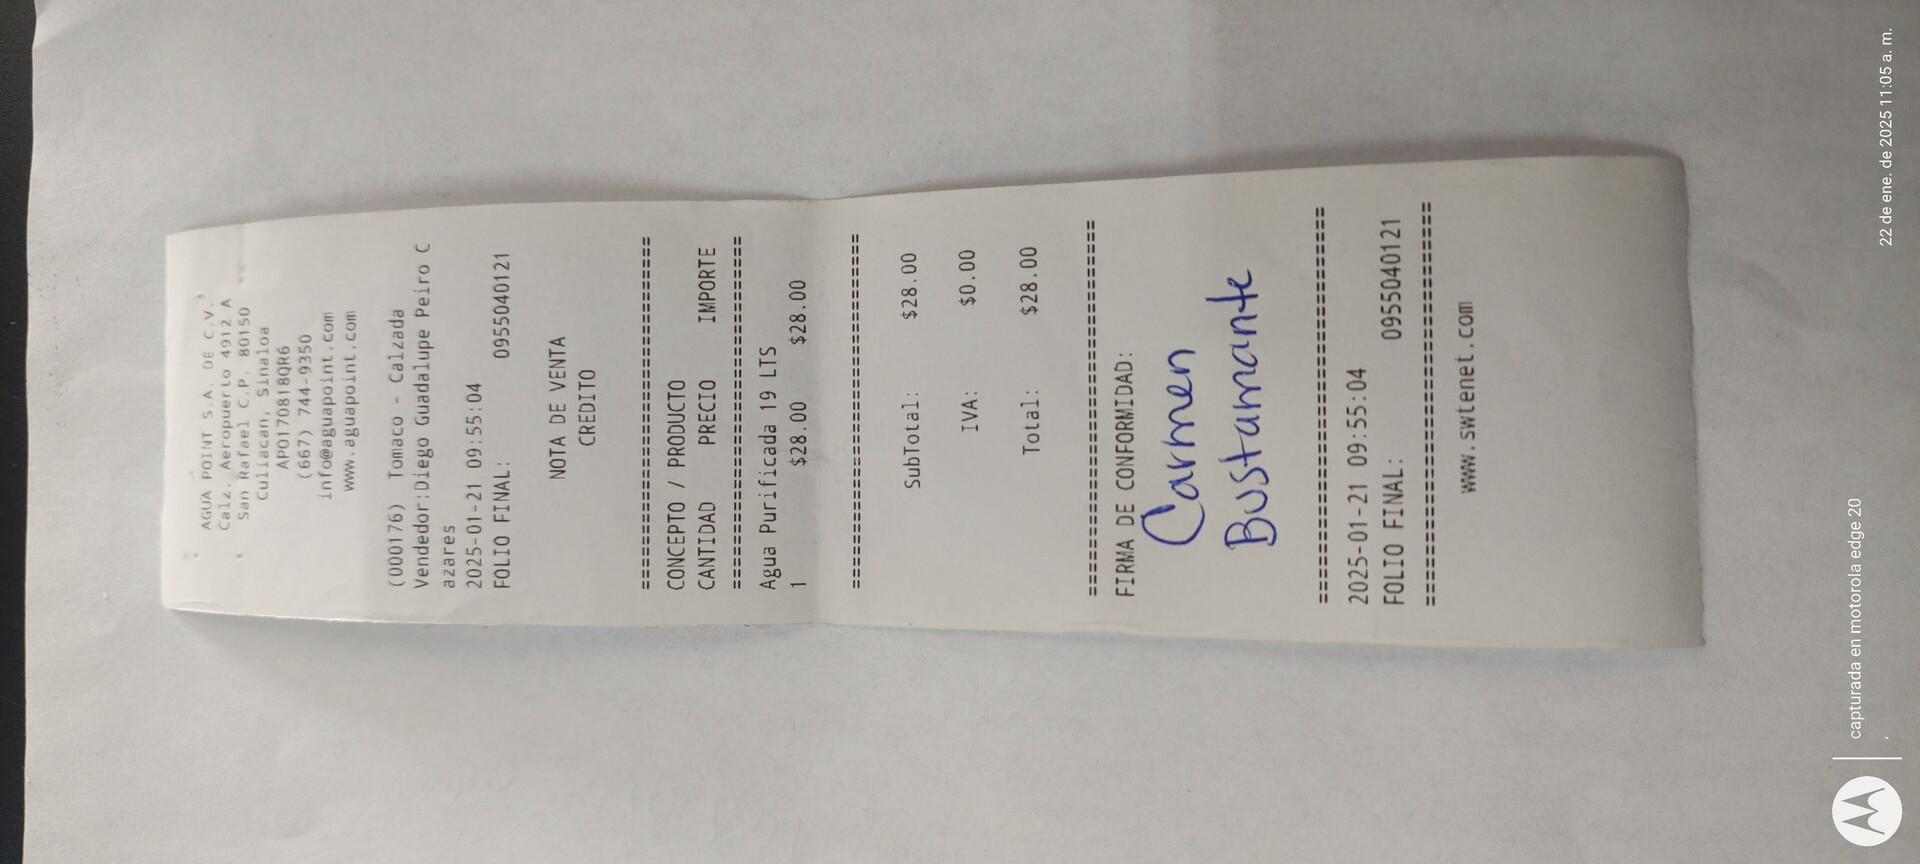 AGUA POINT S.A. DE C.V.
Calz. Aeropuerto 4912 A
San Rafael C.P. 80150
Culiacan, Sinaloa
APO170818QR6
(667) 744-9350
info@aguapoint.com
www.aguapoint.com
(000176) Tomaco - Calzada
Vendedor:Diego Guadalupe Peiro C
azares
2025-01-21 09:55:04
FOLIO FINAL: 0955040121
NOTA DE VENTA
CREDITO
================================
CONCEPTO / PRODUCTO
CANTIDAD PRECIO IMPORTE
================================
Agua Purificada 19 LTS
1 $28.00 $28.00
================================
SubTotal: $28.00
IVA: $0.00
Total: $28.00
================================
FIRMA DE CONFORMIDAD:
Carmen
Bustamante
================================
2025-01-21 09:55:04
FOLIO FINAL: 0955040121
================================
www.swtenet.com
capturada en motorola edge 20
22 de ene. de 2025 11:05 a. m.